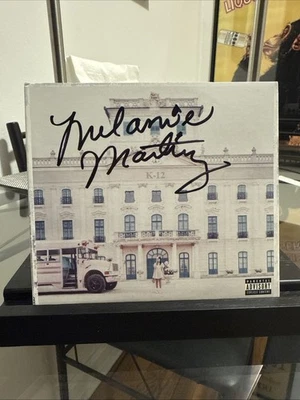 Melanie
Martinez
K-12
PARENTAL
ADVISORY
EXPLICIT CONTENT